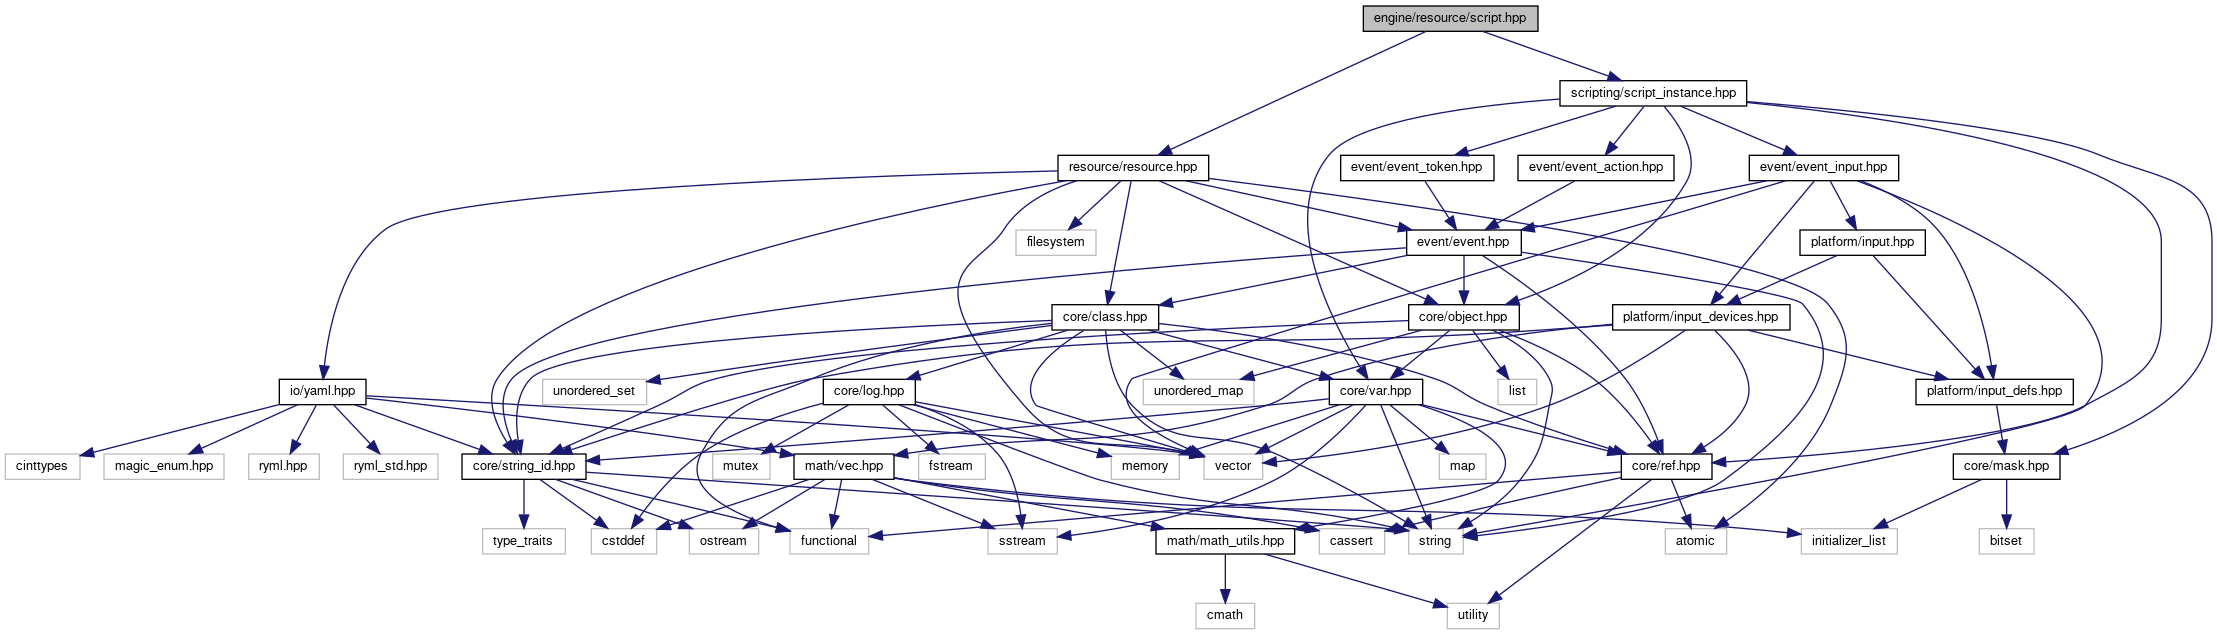 engine/resource/script.hpp
scripting/script_instance.hpp
resource/resource.hpp
event/event_token.hpp
event/event_action.hpp
event/event_input.hpp
filesystem
event/event.hpp
platform/input.hpp
core/class.hpp
core/object.hpp
platform/input_devices.hpp
io/yaml.hpp
unordered_set
core/log.hpp
unordered_map
core/var.hpp
list
platform/input_defs.hpp
cinttypes
magic_enum.hpp
ryml.hpp
ryml_std.hpp
core/string_id.hpp
mutex
math/vec.hpp
fstream
memory
vector
map
core/ref.hpp
core/mask.hpp
type_traits
cstddef
ostream
functional
sstream
math/math_utils.hpp
cassert
string
atomic
initializer_list
bitset
cmath
utility